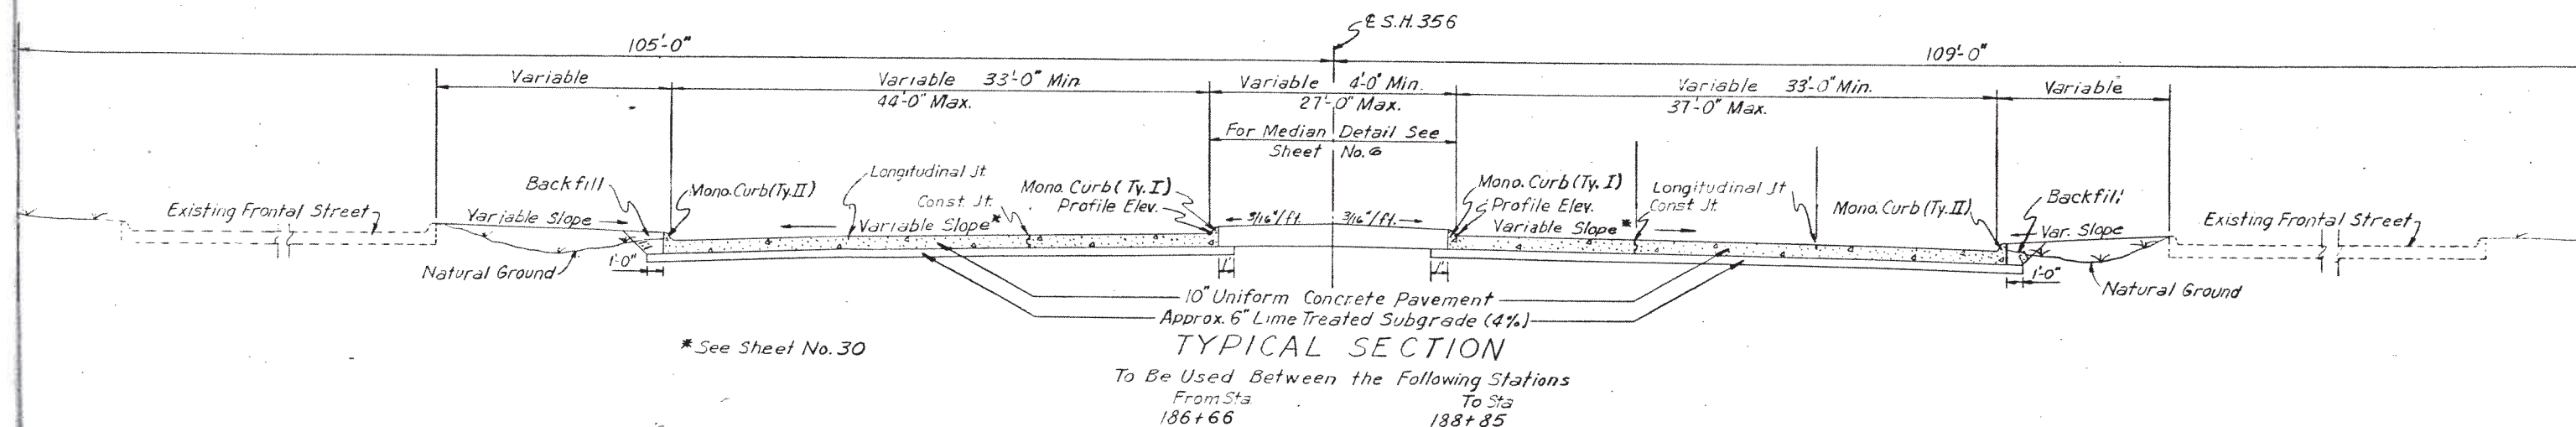 ℄ S.H. 356
105'-0"
109'-0"
Variable
Variable 33'-0" Min
44'-0" Max.
Variable 4'-0" Min.
27'-0" Max.
Variable 33'-0" Min.
37'-0" Max.
Variable
For Median Detail See
Sheet No. 6
Backfill
Mono. Curb (Ty. II)
Longitudinal Jt.
Const. Jt.
Mono. Curb (Ty. I)
Profile Elev.
Mono. Curb (Ty. I)
Profile Elev.
Longitudinal Jt
Const. Jt.
Mono. Curb (Ty. II)
Backfill
Existing Frontal Street
Variable Slope
Variable Slope*
3/16"/ft.
3/16"/ft.
Variable Slope*
Var. Slope
Existing Frontal Street
Natural Ground
1'-0"
1'
1'
1'-0"
Natural Ground
10" Uniform Concrete Pavement
Approx. 6" Lime Treated Subgrade (4%)
* See Sheet No. 30
TYPICAL SECTION
To Be Used Between the Following Stations
From Sta.
To Sta
186+66
188+85